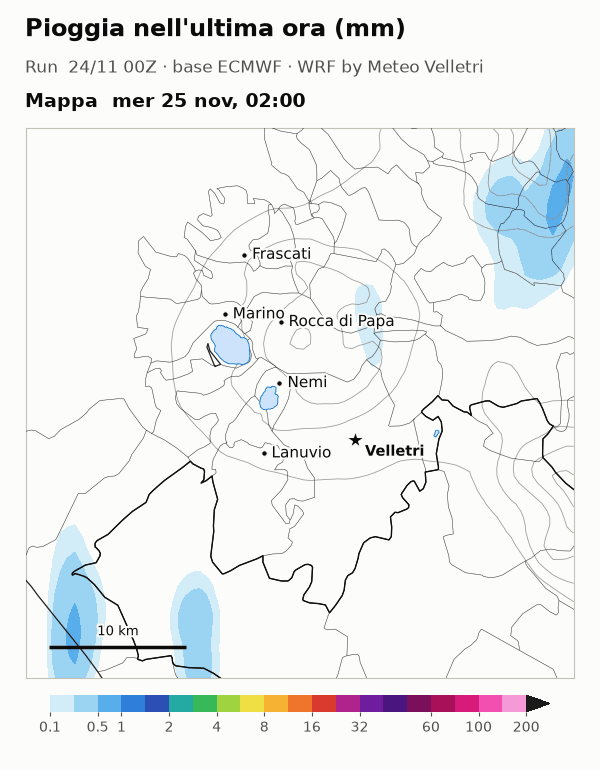 Pioggia nell'ultima ora (mm)
Run  24/11 00Z · base ECMWF · WRF by Meteo Velletri
Mappa  mer 25 nov, 02:00
Frascati
Marino
Rocca di Papa
Nemi
Velletri
Lanuvio
10 km
0.1 0.5 1 2 4 8 16 32 60 100 200